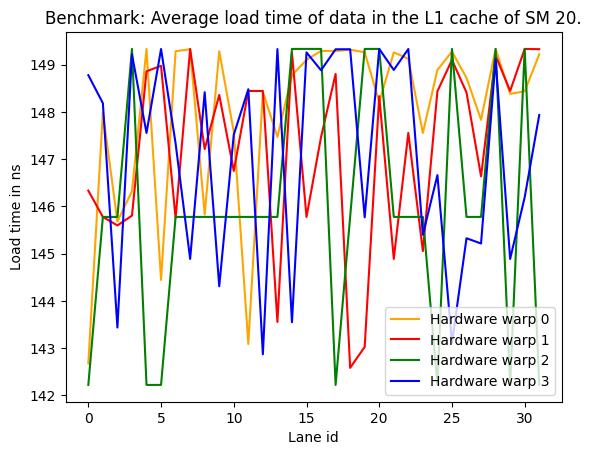 Benchmark: Average load time of data in the L1 cache of SM 20.
Load time in ns
149
148
147
146
145
144
143
142
0 5 10 15 20 25 30
Lane id
Hardware warp 0
Hardware warp 1
Hardware warp 2
Hardware warp 3